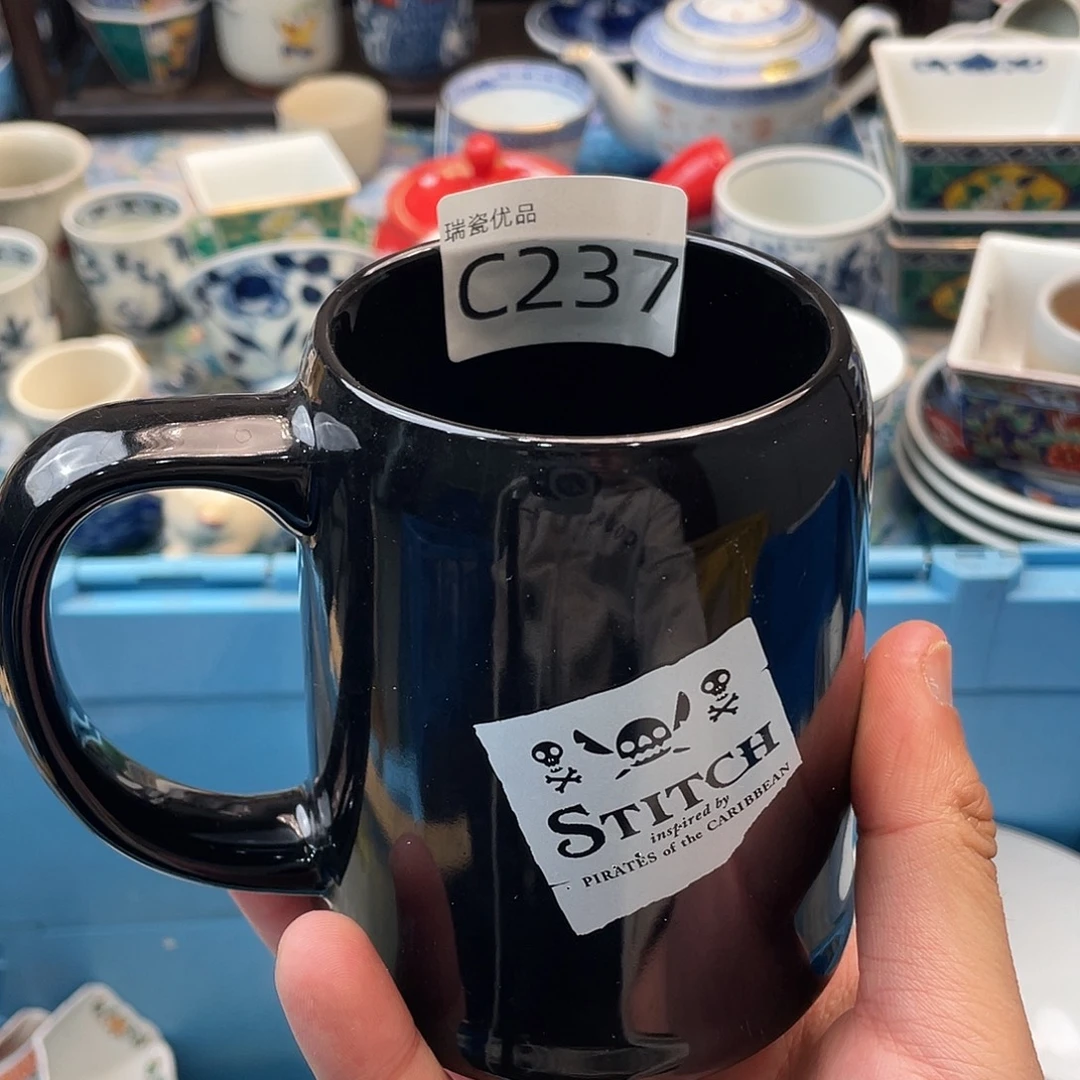 瑞瓷优品
C237
STITCH
inspired by
PIRATES of the CARIBBEAN